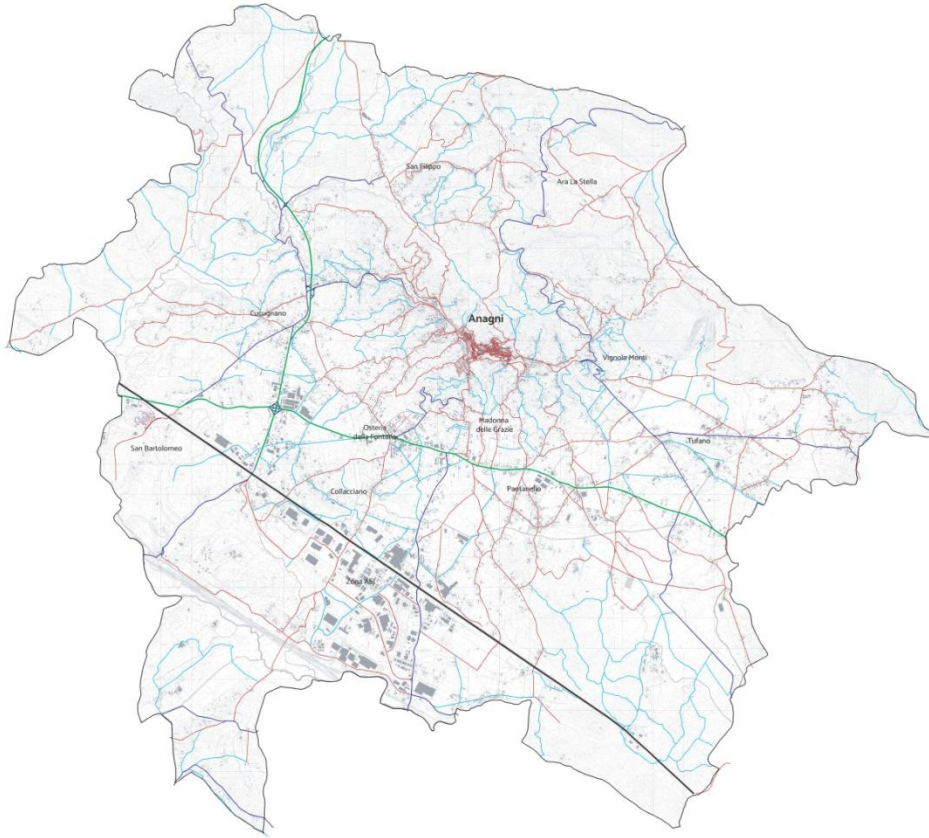 San Filippo
Ara La Stella
Cucugnano
Anagni
Vignole Monti
San Bartolomeo
Osteria
della Fontana
Madonna
delle Grazie
Tufano
Collacciano
Pantanello
Zona ASI